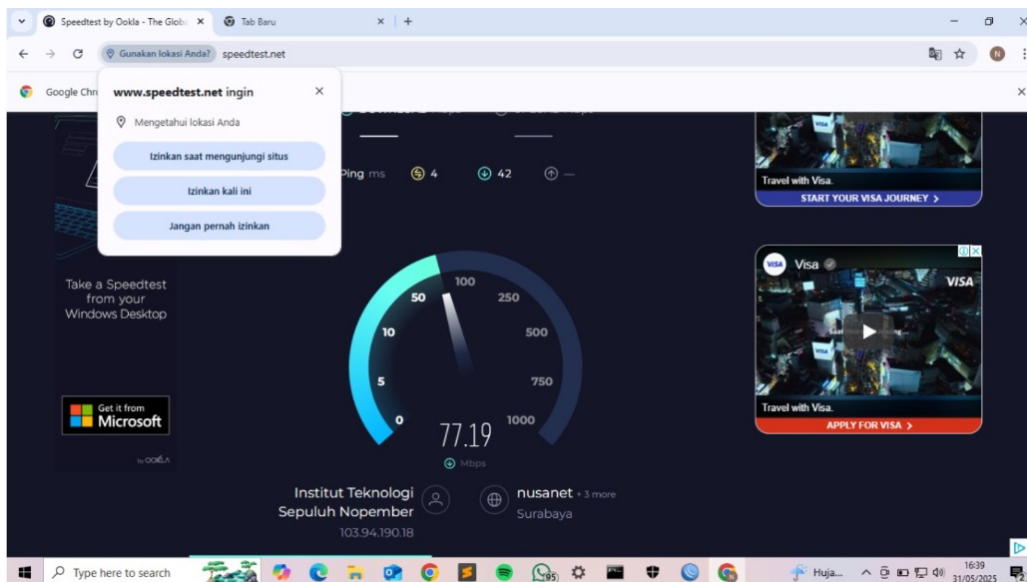 Speedtest by Ookla - The Glob
Tab Baru
Gunakan lokasi Anda?
speedtest.net
N
Google Chr
www.speedtest.net ingin
Mengetahui lokasi Anda
Izinkan saat mengunjungi situs
Izinkan kali ini
Jangan pernah izinkan
Ping ms
4
42
—
Travel with Visa.
START YOUR VISA JOURNEY >
Take a Speedtest
from your
Windows Desktop
Get it from
Microsoft
by OOKLA
0
5
10
50
100
250
500
750
1000
77.19
Mbps
VISA
Visa
VISA
Travel with Visa.
APPLY FOR VISA >
Institut Teknologi
Sepuluh Nopember
103.94.190.18
nusanet + 3 more
Surabaya
Type here to search
95
Huja...
16:39
31/05/2025